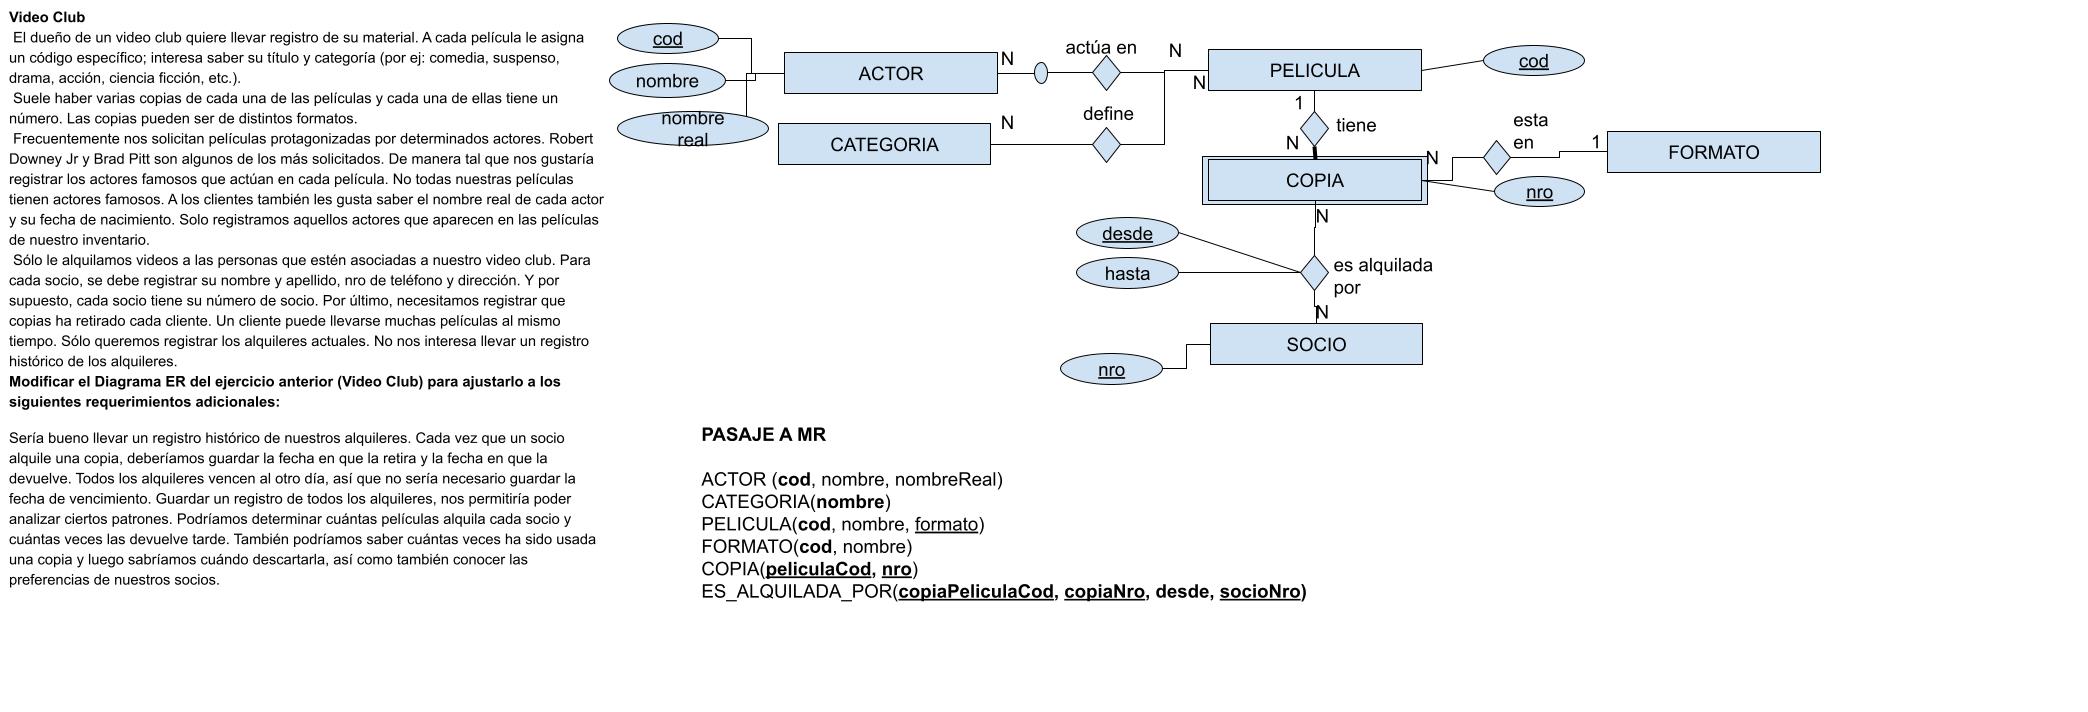 Video Club
El dueño de un video club quiere llevar registro de su material. A cada película le asigna
un código específico; interesa saber su título y categoría (por ej: comedia, suspenso,
drama, acción, ciencia ficción, etc.).
Suele haber varias copias de cada una de las películas y cada una de ellas tiene un
número. Las copias pueden ser de distintos formatos.
Frecuentemente nos solicitan películas protagonizadas por determinados actores. Robert
Downey Jr y Brad Pitt son algunos de los más solicitados. De manera tal que nos gustaría
registrar los actores famosos que actúan en cada película. No todas nuestras películas
tienen actores famosos. A los clientes también les gusta saber el nombre real de cada actor
y su fecha de nacimiento. Solo registramos aquellos actores que aparecen en las películas
de nuestro inventario.
Sólo le alquilamos videos a las personas que estén asociadas a nuestro video club. Para
cada socio, se debe registrar su nombre y apellido, nro de teléfono y dirección. Y por
supuesto, cada socio tiene su número de socio. Por último, necesitamos registrar que
copias ha retirado cada cliente. Un cliente puede llevarse muchas películas al mismo
tiempo. Sólo queremos registrar los alquileres actuales. No nos interesa llevar un registro
histórico de los alquileres.
Modificar el Diagrama ER del ejercicio anterior (Video Club) para ajustarlo a los
siguientes requerimientos adicionales:
Sería bueno llevar un registro histórico de nuestros alquileres. Cada vez que un socio
alquile una copia, deberíamos guardar la fecha en que la retira y la fecha en que la
devuelve. Todos los alquileres vencen al otro día, así que no sería necesario guardar la
fecha de vencimiento. Guardar un registro de todos los alquileres, nos permitiría poder
analizar ciertos patrones. Podríamos determinar cuántas películas alquila cada socio y
cuántas veces las devuelve tarde. También podríamos saber cuántas veces ha sido usada
una copia y luego sabríamos cuándo descartarla, así como también conocer las
preferencias de nuestros socios.
cod
nombre
nombre
real
ACTOR
N
actúa en
N
N
PELICULA
cod
CATEGORIA
N
define
1
tiene
N
COPIA
N
esta
en
1
FORMATO
nro
N
desde
hasta
es alquilada
por
N
SOCIO
nro
PASAJE A MR
ACTOR (cod, nombre, nombreReal)
CATEGORIA(nombre)
PELICULA(cod, nombre, formato)
FORMATO(cod, nombre)
COPIA(peliculaCod, nro)
ES_ALQUILADA_POR(copiaPeliculaCod, copiaNro, desde, socioNro)